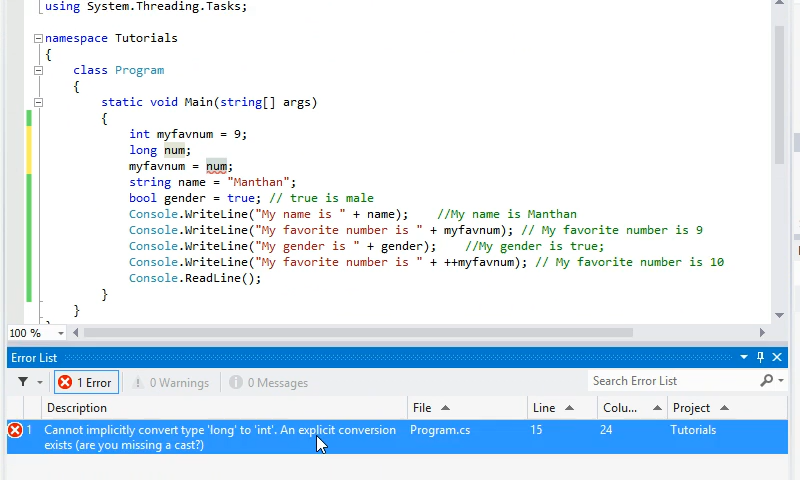 using System.Threading.Tasks;
namespace Tutorials
{
class Program
{
static void Main(string[] args)
{
int myfavnum = 9;
long num;
myfavnum = num;
string name = "Manthan";
bool gender = true; // true is male
Console.WriteLine("My name is " + name);    //My name is Manthan
Console.WriteLine("My favorite number is " + myfavnum); // My favorite number is 9
Console.WriteLine("My gender is " + gender);    //My gender is true;
Console.WriteLine("My favorite number is " + ++myfavnum); // My favorite number is 10
Console.ReadLine();
}
}
100 %
Error List
1 Error 0 Warnings 0 Messages Search Error List
Description File Line Colu... Project
1 Cannot implicitly convert type 'long' to 'int'. An explicit conversion Program.cs 15 24 Tutorials
exists (are you missing a cast?)